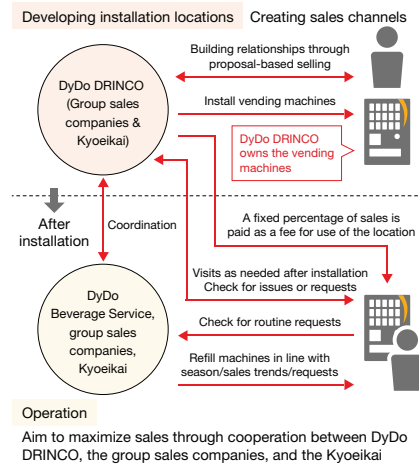 Developing installation locations
Creating sales channels
Building relationships through
proposal-based selling
DyDo DRINCO
(Group sales
companies &
Kyoeikai)
Install vending machines
DyDo DRINCO
owns the vending
machines
After
installation
Coordination
A fixed percentage of sales is
paid as a fee for use of the location
Visits as needed after installation
Check for issues or requests
DyDo
Beverage Service,
group sales
companies,
Kyoeikai
Check for routine requests
Refill machines in line with
season/sales trends/requests
Operation
Aim to maximize sales through cooperation between DyDo
DRINCO, the group sales companies, and the Kyoeikai